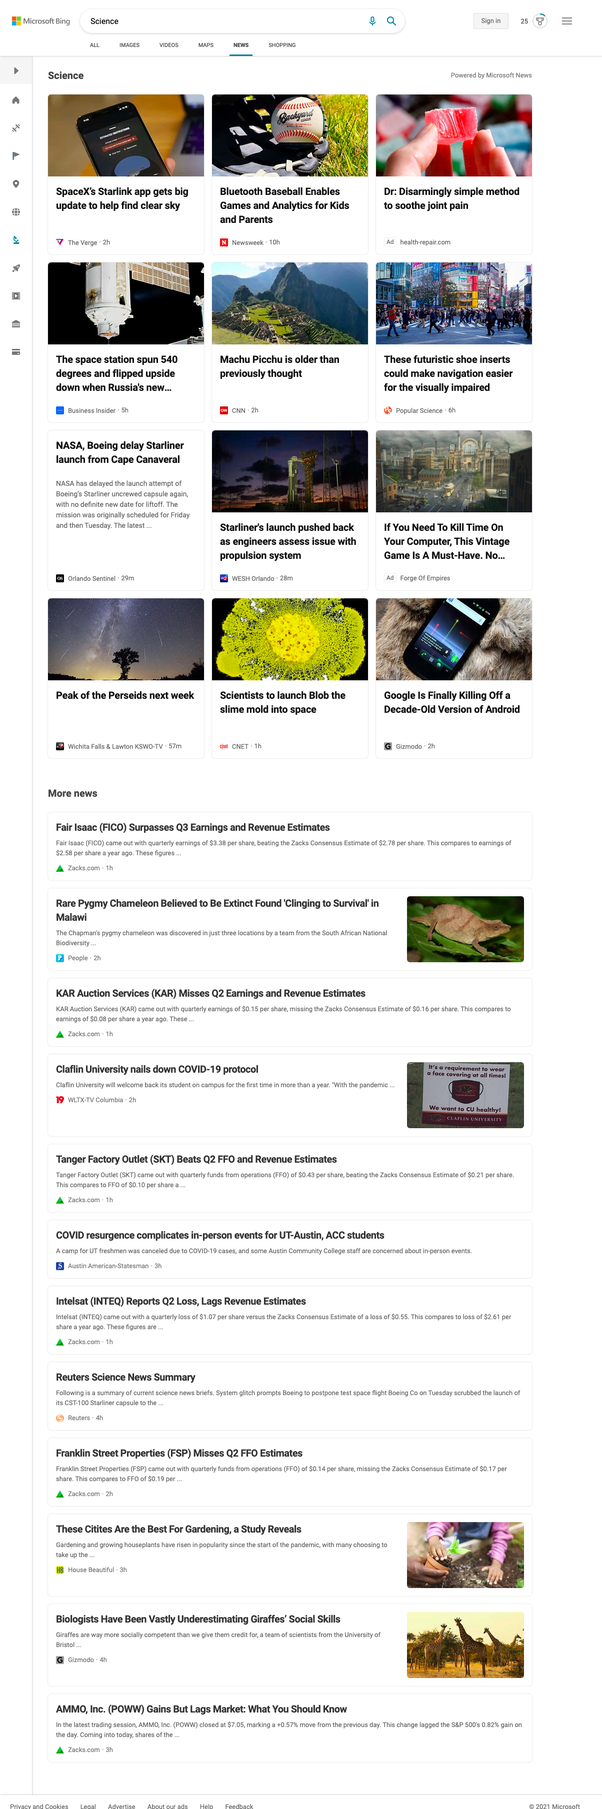 Microsoft Bing
Science
Sign in
25
ALL
IMAGES
VIDEOS
MAPS
NEWS
SHOPPING
Science
Powered by Microsoft News
SpaceX's Starlink app gets big
update to help find clear sky
The Verge · 2h
Backyard
Bluetooth Baseball Enables
Games and Analytics for Kids
and Parents
Newsweek · 10h
Dr: Disarmingly simple method
to soothe joint pain
Ad health-repair.com
The space station spun 540
degrees and flipped upside
down when Russia's new...
Business Insider · 5h
Machu Picchu is older than
previously thought
CNN · 2h
These futuristic shoe inserts
could make navigation easier
for the visually impaired
Popular Science · 6h
NASA, Boeing delay Starliner
launch from Cape Canaveral
NASA has delayed the launch attempt of
Boeing's Starliner uncrewed capsule again,
with no definite new date for liftoff. The
mission was originally scheduled for Friday
and then Tuesday. The latest ...
Orlando Sentinel · 29m
Starliner's launch pushed back
as engineers assess issue with
propulsion system
WESH Orlando · 28m
If You Need To Kill Time On
Your Computer, This Vintage
Game Is A Must-Have. No...
Ad Forge Of Empires
Peak of the Perseids next week
Wichita Falls & Lawton KSWO-TV · 57m
Scientists to launch Blob the
slime mold into space
CNET · 1h
Google Is Finally Killing Off a
Decade-Old Version of Android
Gizmodo · 2h
More news
Fair Isaac (FICO) Surpasses Q3 Earnings and Revenue Estimates
Fair Isaac (FICO) came out with quarterly earnings of $3.38 per share, beating the Zacks Consensus Estimate of $2.78 per share. This compares to earnings of
$2.58 per share a year ago. These figures ...
Zacks.com · 1h
Rare Pygmy Chameleon Believed to Be Extinct Found 'Clinging to Survival' in
Malawi
The Chapman's pygmy chameleon was discovered in just three locations by a team from the South African National
Biodiversity ...
People · 2h
KAR Auction Services (KAR) Misses Q2 Earnings and Revenue Estimates
KAR Auction Services (KAR) came out with quarterly earnings of $0.15 per share, missing the Zacks Consensus Estimate of $0.16 per share. This compares to
earnings of $0.08 per share a year ago. These ...
Zacks.com · 1h
Claflin University nails down COVID-19 protocol
Claflin University will welcome back its student on campus for the first time in more than a year. "With the pandemic ...
WLTX-TV Columbia · 2h
It's a requirement to wear
a face covering at all times!
We want to CU healthy!
CLAFLIN UNIVERSITY
Tanger Factory Outlet (SKT) Beats Q2 FFO and Revenue Estimates
Tanger Factory Outlet (SKT) came out with quarterly funds from operations (FFO) of $0.43 per share, beating the Zacks Consensus Estimate of $0.21 per share.
This compares to FFO of $0.10 per share a ...
Zacks.com · 1h
COVID resurgence complicates in-person events for UT-Austin, ACC students
A camp for UT freshmen was canceled due to COVID-19 cases, and some Austin Community College staff are concerned about in-person events.
Austin American-Statesman · 3h
Intelsat (INTEQ) Reports Q2 Loss, Lags Revenue Estimates
Intelsat (INTEQ) came out with a quarterly loss of $1.07 per share versus the Zacks Consensus Estimate of a loss of $0.55. This compares to loss of $2.61 per
share a year ago. These figures are ...
Zacks.com · 1h
Reuters Science News Summary
Following is a summary of current science news briefs. System glitch prompts Boeing to postpone test space flight Boeing Co on Tuesday scrubbed the launch of
its CST-100 Starliner capsule to the ...
Reuters · 4h
Franklin Street Properties (FSP) Misses Q2 FFO Estimates
Franklin Street Properties (FSP) came out with quarterly funds from operations (FFO) of $0.14 per share, missing the Zacks Consensus Estimate of $0.17 per
share. This compares to FFO of $0.19 per ...
Zacks.com · 2h
These Citites Are the Best For Gardening, a Study Reveals
Gardening and growing houseplants have risen in popularity since the start of the pandemic, with many choosing to
take up the ...
House Beautiful · 3h
Biologists Have Been Vastly Underestimating Giraffes' Social Skills
Giraffes are way more socially competent than we give them credit for, a team of scientists from the University of
Bristol ...
Gizmodo · 4h
AMMO, Inc. (POWW) Gains But Lags Market: What You Should Know
In the latest trading session, AMMO, Inc. (POWW) closed at $7.05, marking a +0.57% move from the previous day. This change lagged the S&P 500's 0.82% gain on
the day. Coming into today, shares of the ...
Zacks.com · 3h
Privacy and Cookies
Legal
Advertise
About our ads
Help
Feedback
© 2021 Microsoft